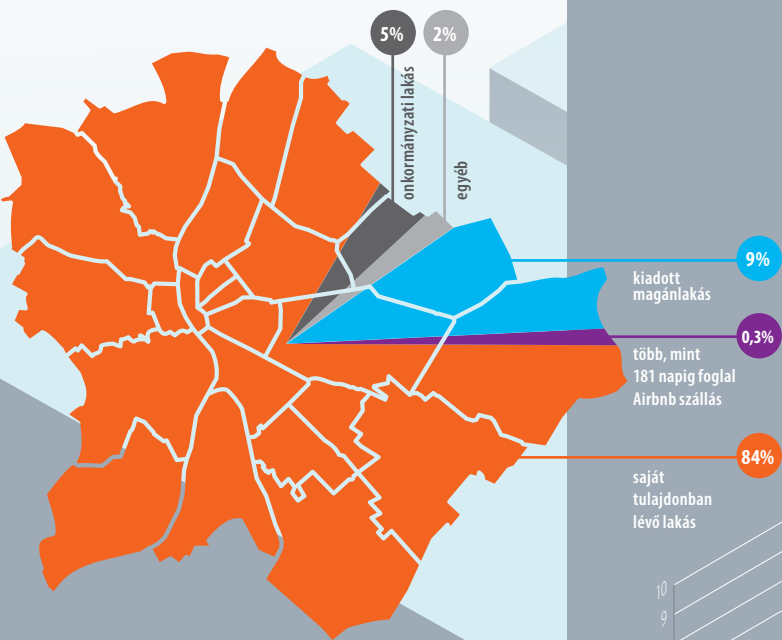 5%
2%
onkormányzati lakás
egyéb
9%
kiadott
magánlakás
0,3%
több, mint
181 napig foglal
Airbnb szállás
84%
saját
tulajdonban
lévő lakás
10
9